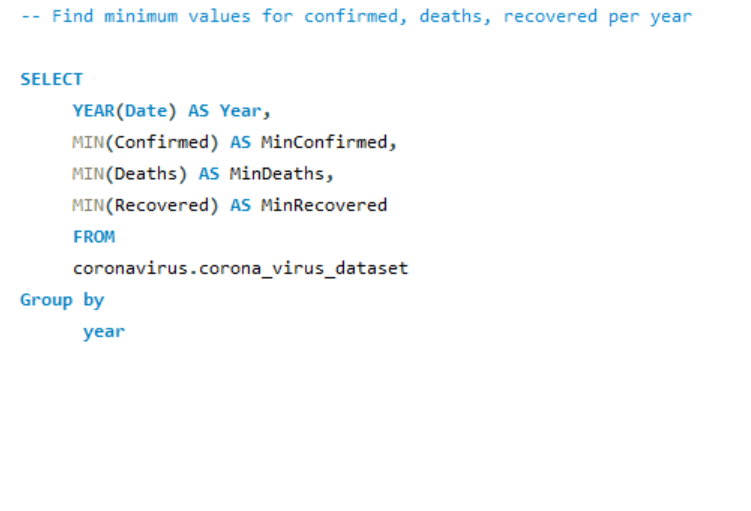 -- Find minimum values for confirmed, deaths, recovered per year
SELECT
YEAR(Date) AS Year,
MIN(Confirmed) AS MinConfirmed,
MIN(Deaths) AS MinDeaths,
MIN(Recovered) AS MinRecovered
FROM
coronavirus.corona_virus_dataset
Group by
year